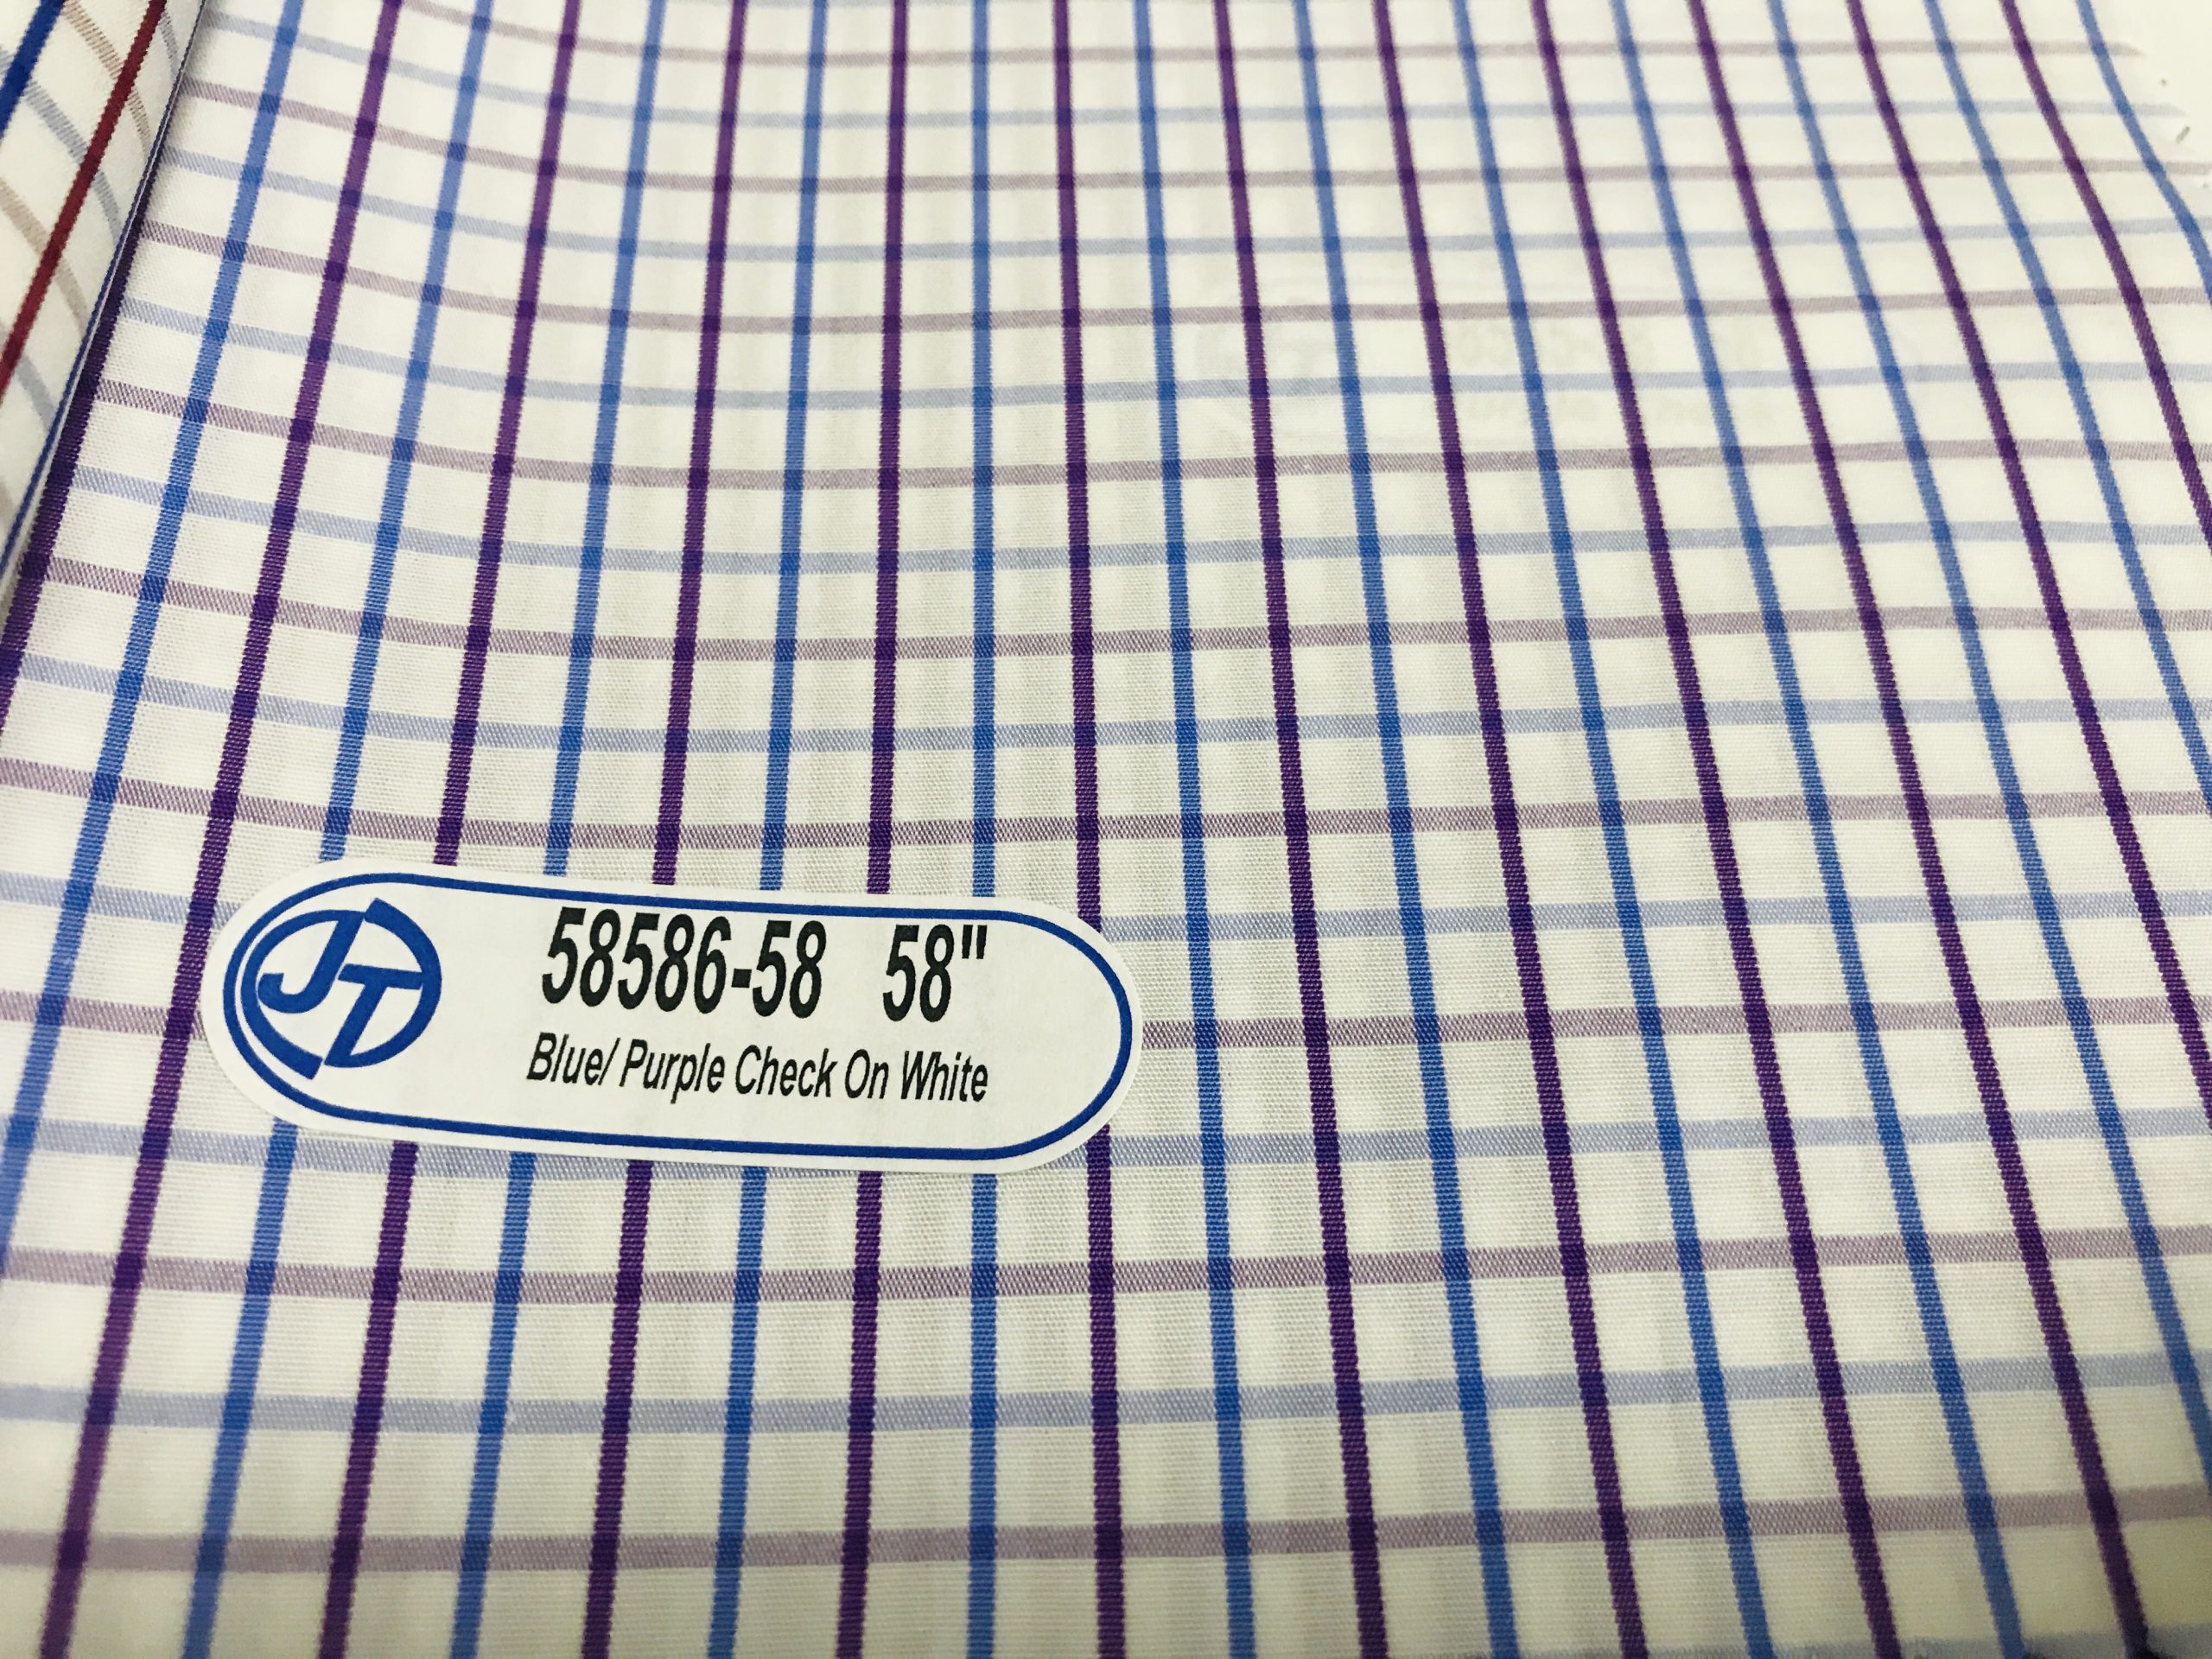 JT
58586-58 58"
Blue/ Purple Check On White